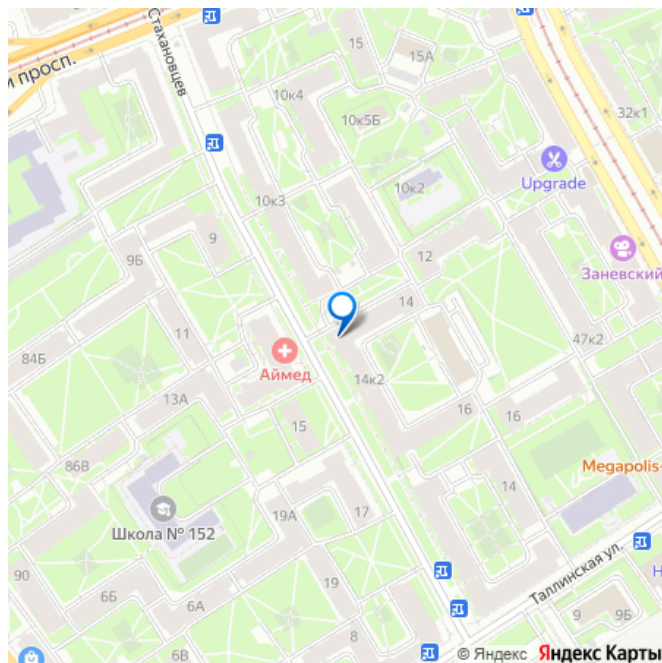 Стахановцев
и просп.
15
15А
10к4
10к5Б
32к1
Upgrade
10к3
10к2
9
9Б
12
Заневский
14
11
Аймед
84Б
14к2
47к2
13А
16
16
15
86В
Megapolis-
14
19А
17
Школа № 152
Таллинская ул.
90
6Б
6А
19
Н
8
9
9Б
6В
© Яндекс Яндекс Карты